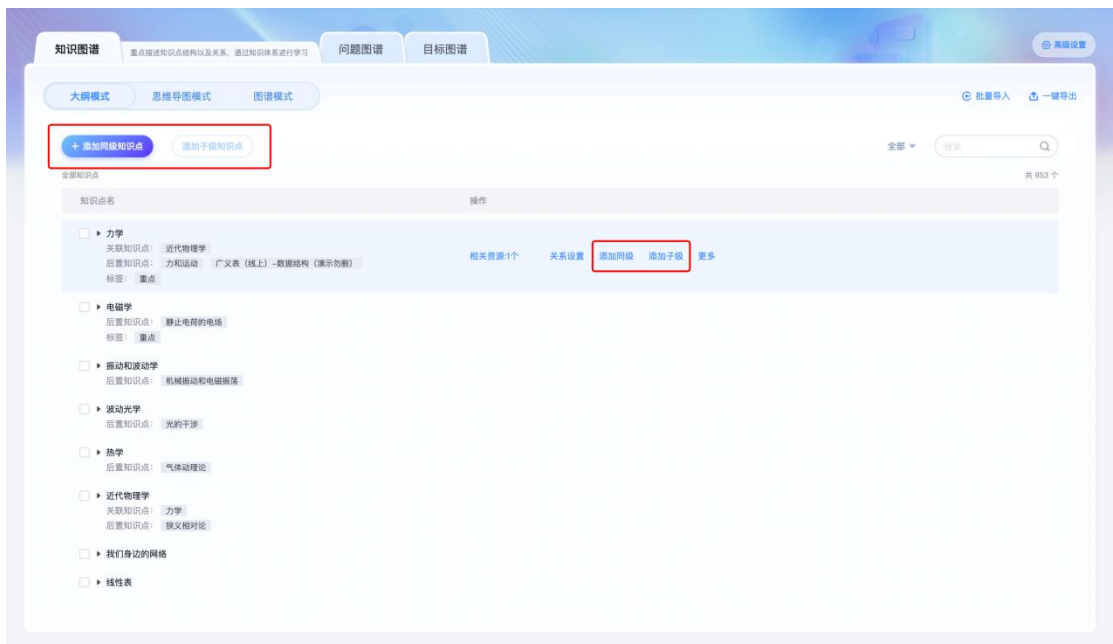 知识图谱 重点描述知识点结构以及关系，通过知识体系进行学习 问题图谱 目标图谱 高级设置
大纲模式 思维导图模式 图谱模式 批量导入 一键导出
+ 添加同级知识点 添加子级知识点 全部 搜索
全部知识点 共 853 个
知识点名 操作
力学
关联知识点： 近代物理学
后置知识点： 力和运动 广义表（线上）-数据结构（演示勿删）
标签： 重点
相关资源:1个 关系设置 添加同级 添加子级 更多
电磁学
后置知识点： 静止电荷的电场
标签： 重点
振动和波动学
后置知识点： 机械振动和电磁振荡
波动光学
后置知识点： 光的干涉
热学
后置知识点： 气体动理论
近代物理学
关联知识点： 力学
后置知识点： 狭义相对论
我们身边的网络
线性表